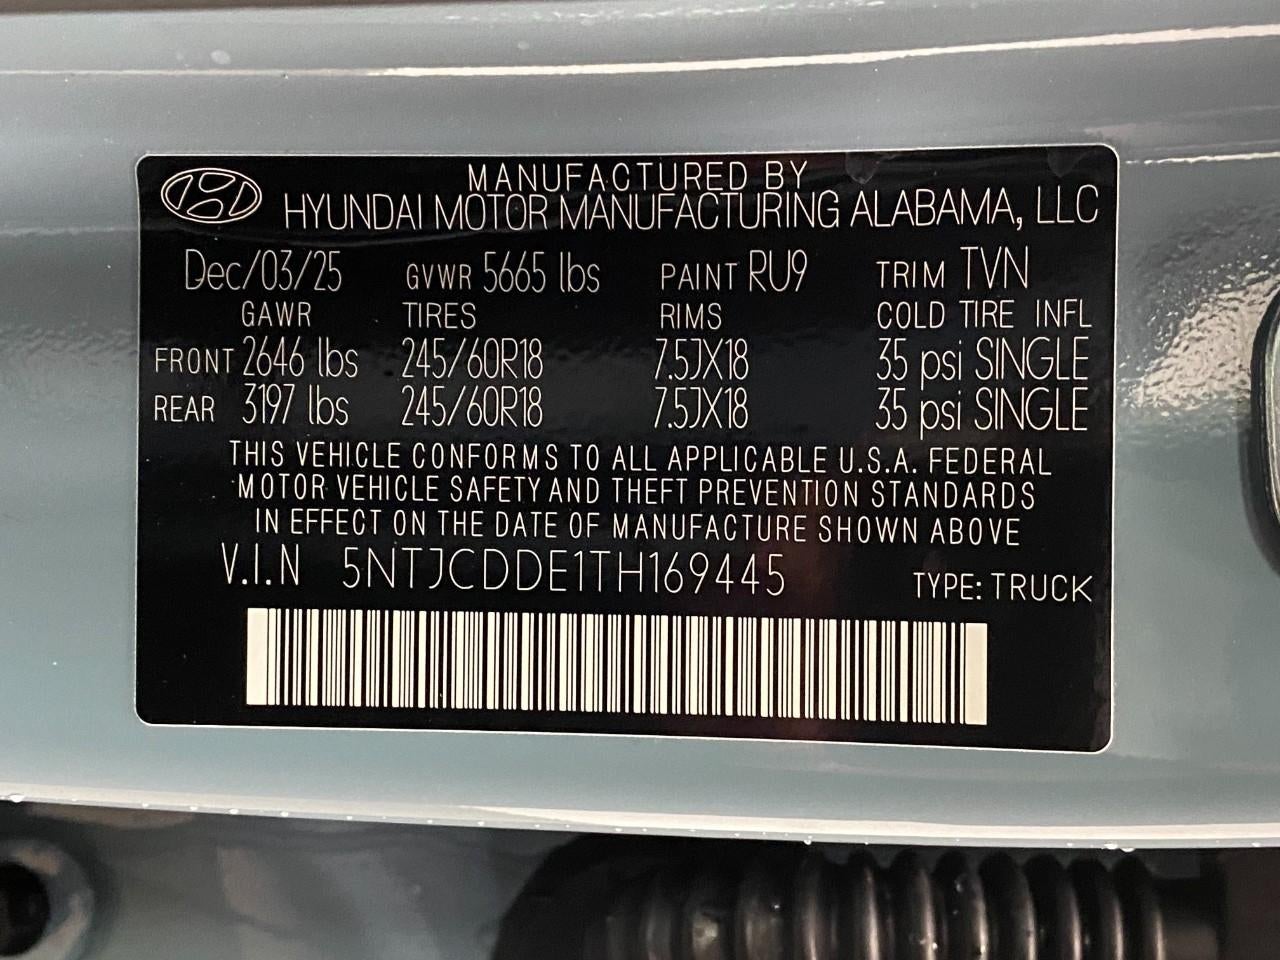 MANUFACTURED BY
HYUNDAI MOTOR MANUFACTURING ALABAMA, LLC
Dec/03/25 GVWR 5665 lbs PAINT RU9 TRIM TVN
GAWR TIRES RIMS COLD TIRE INFL
FRONT 2646 lbs 245/60R18 7.5JX18 35 psi SINGLE
REAR 3197 lbs 245/60R18 7.5JX18 35 psi SINGLE
THIS VEHICLE CONFORMS TO ALL APPLICABLE U.S.A. FEDERAL
MOTOR VEHICLE SAFETY AND THEFT PREVENTION STANDARDS
IN EFFECT ON THE DATE OF MANUFACTURE SHOWN ABOVE
V.I.N 5NTJCDDE1TH169445 TYPE: TRUCK